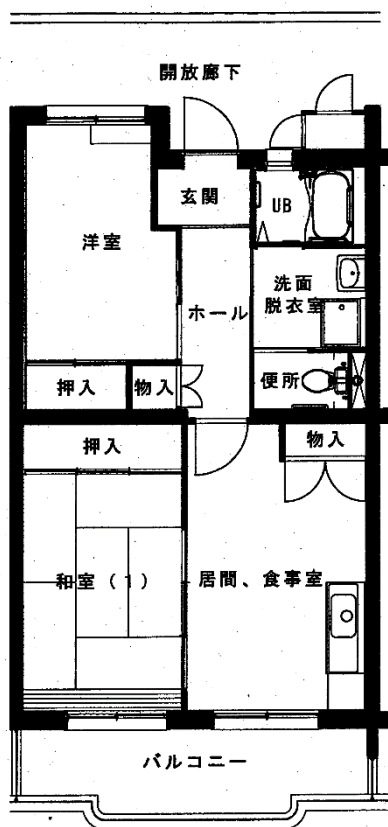 開放廊下
玄関
UB
洋室
洗面
脱衣室
ホール
便所
押入
物入
押入
物入
和室（１）
居間、食事室
バルコニー